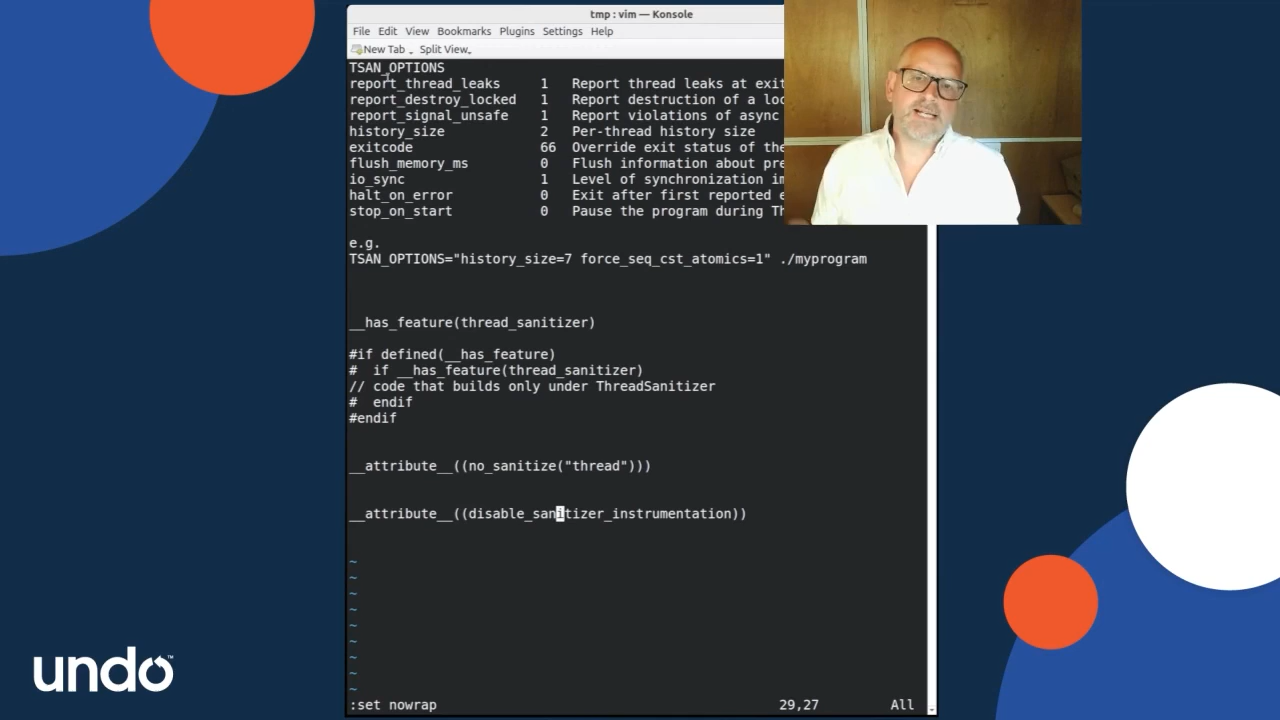 tmp : vim — Konsole
File Edit View Bookmarks Plugins Settings Help
New Tab Split View
TSAN_OPTIONS
report_thread_leaks 1 Report thread leaks at exit
report_destroy_locked 1 Report destruction of a
report_signal_unsafe 1 Report violations of async
history_size 2 Per-thread history size
exitcode 66 Override exit status of the
flush_memory_ms 0 Flush information about
io_sync 1 Level of synchronization
halt_on_error 0 Exit after first reported
stop_on_start 0 Pause the program during
e.g.
TSAN_OPTIONS="history_size=7 force_seq_cst_atomics=1" ./myprogram
__has_feature(thread_sanitizer)
#if defined(__has_feature)
#  if __has_feature(thread_sanitizer)
// code that builds only under ThreadSanitizer
#  endif
#endif
__attribute__((no_sanitize("thread")))
__attribute__((disable_sanitizer_instrumentation))
~
~
~
~
~
~
~
~
~
:set nowrap 29,27 All
undo™